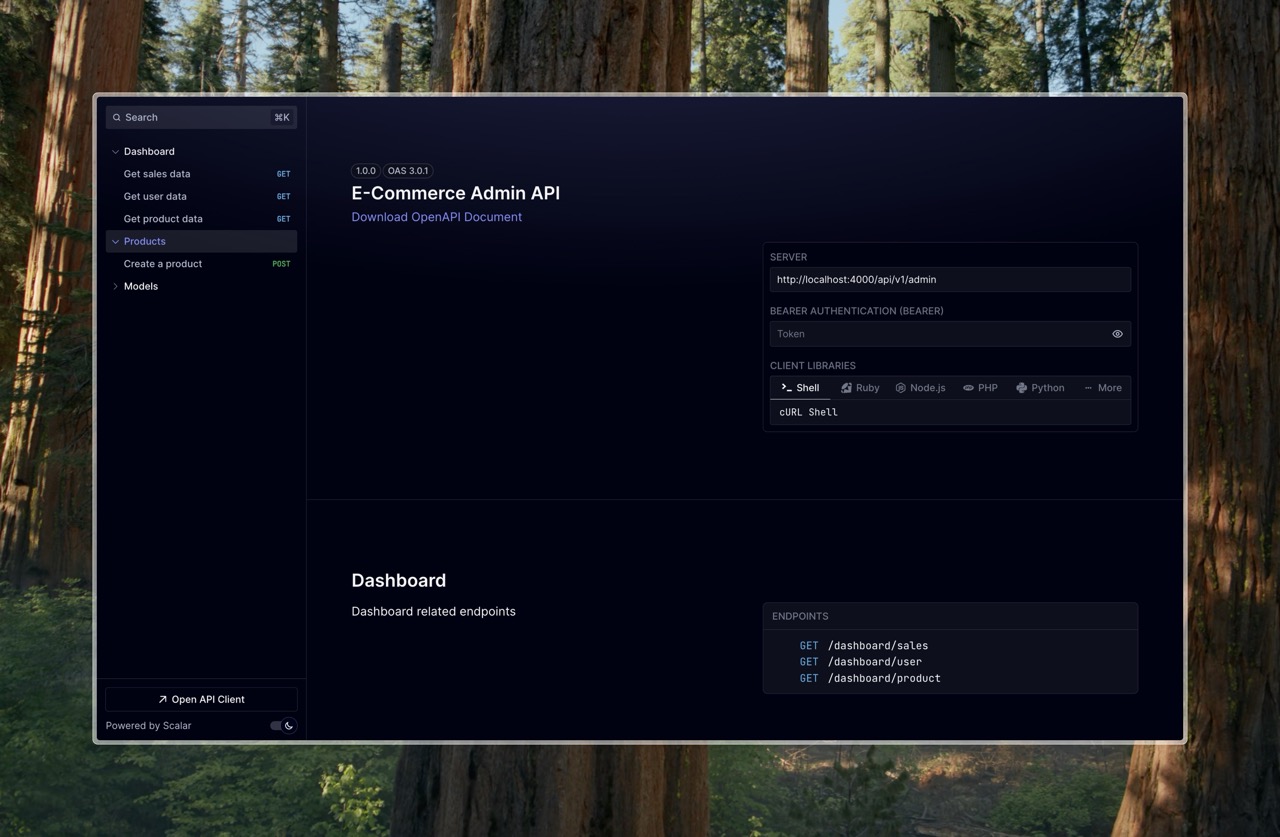 Search ⌘K
Dashboard
Get sales data GET
Get user data GET
Get product data GET
Products
Create a product POST
Models
Open API Client
Powered by Scalar
1.0.0 OAS 3.0.1
E-Commerce Admin API
Download OpenAPI Document
SERVER
http://localhost:4000/api/v1/admin
BEARER AUTHENTICATION (BEARER)
Token
CLIENT LIBRARIES
Shell Ruby Node.js PHP Python ··· More
cURL Shell
Dashboard
Dashboard related endpoints
ENDPOINTS
GET /dashboard/sales
GET /dashboard/user
GET /dashboard/product